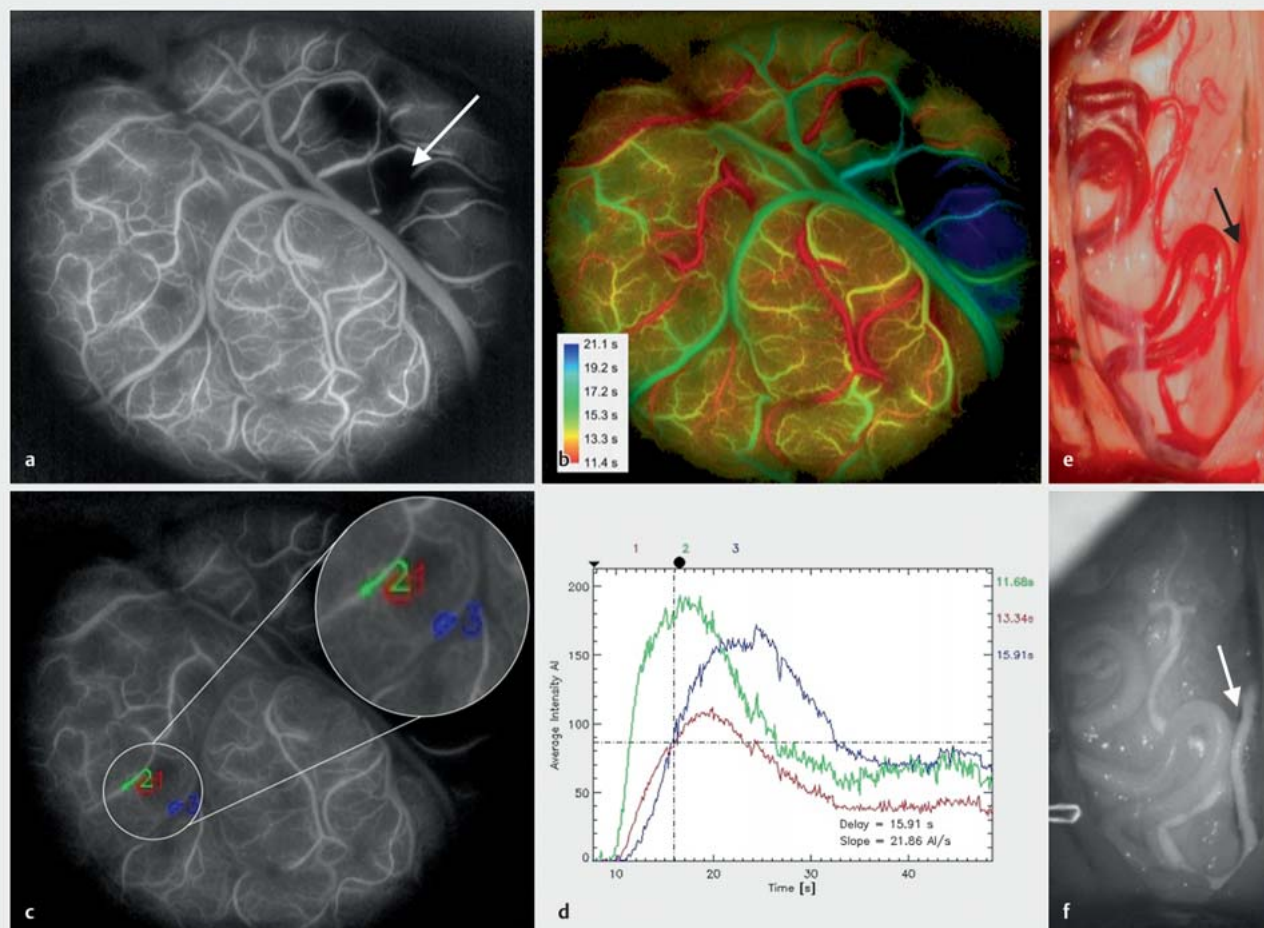 a
21.1 s
19.2 s
17.2 s
15.3 s
13.3 s
11.4 s
b
e
2
3
2
3
c
1 2 3
200
150
100
50
0
Average Intensity AI
11.68s
13.34s
15.91s
Delay = 15.91 s
Slope = 21.86 AI/s
10 20 30 40
Time [s]
d
f